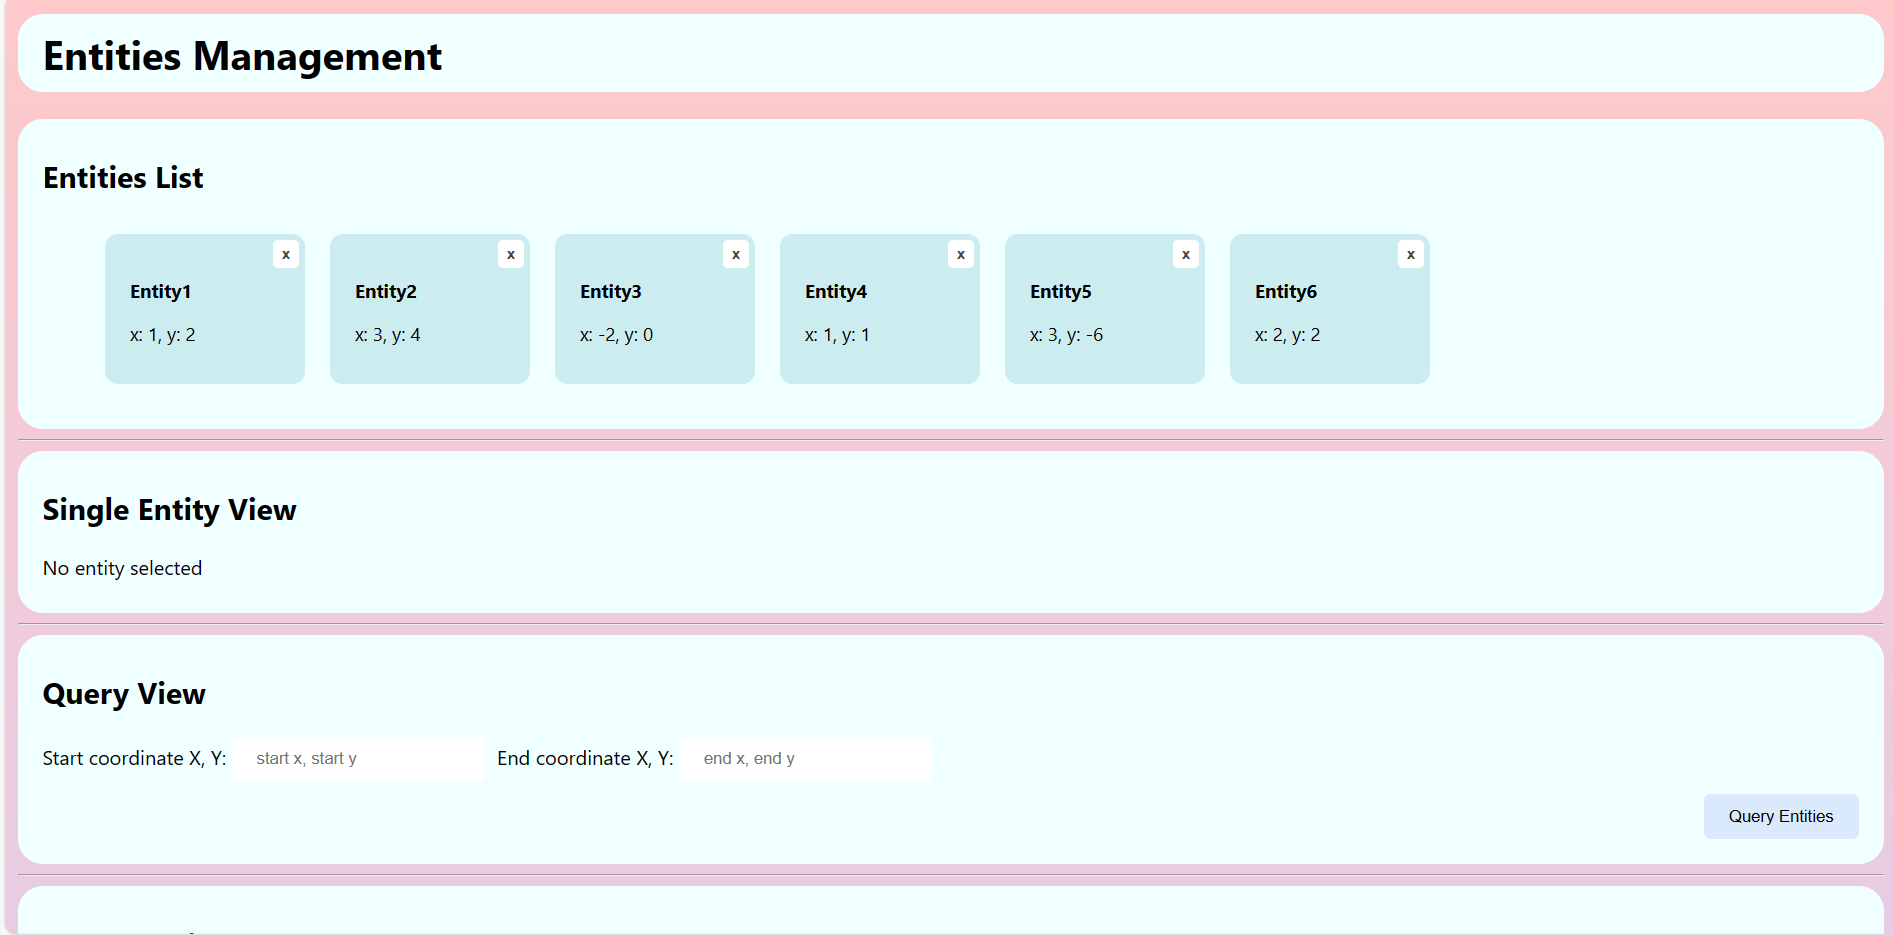 Entities Management
Entities List
x x x x x x
Entity1 Entity2 Entity3 Entity4 Entity5 Entity6
x: 1, y: 2 x: 3, y: 4 x: -2, y: 0 x: 1, y: 1 x: 3, y: -6 x: 2, y: 2
Single Entity View
No entity selected
Query View
Start coordinate X, Y: start x, start y End coordinate X, Y: end x, end y
Query Entities